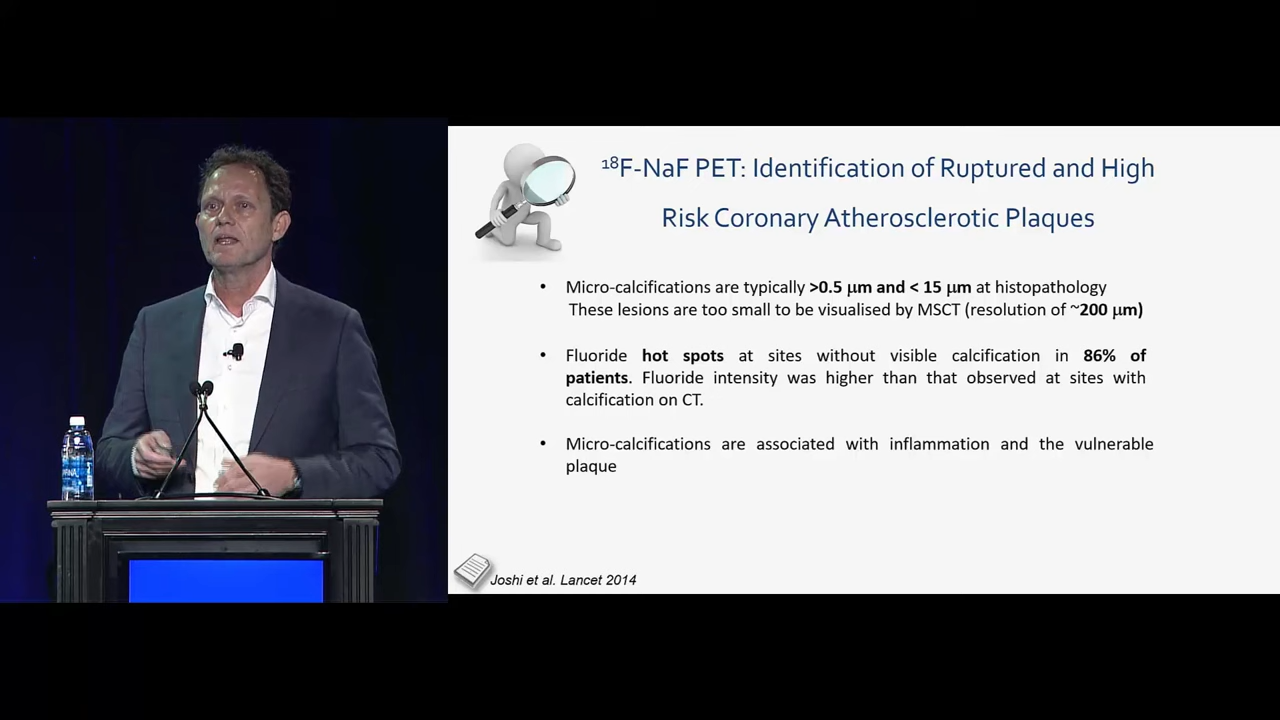 ¹⁸F-NaF PET: Identification of Ruptured and High
Risk Coronary Atherosclerotic Plaques
• Micro-calcifications are typically >0.5 μm and < 15 μm at histopathology
These lesions are too small to be visualised by MSCT (resolution of ~200 μm)
• Fluoride hot spots at sites without visible calcification in 86% of
patients. Fluoride intensity was higher than that observed at sites with
calcification on CT.
• Micro-calcifications are associated with inflammation and the vulnerable
plaque
Joshi et al. Lancet 2014